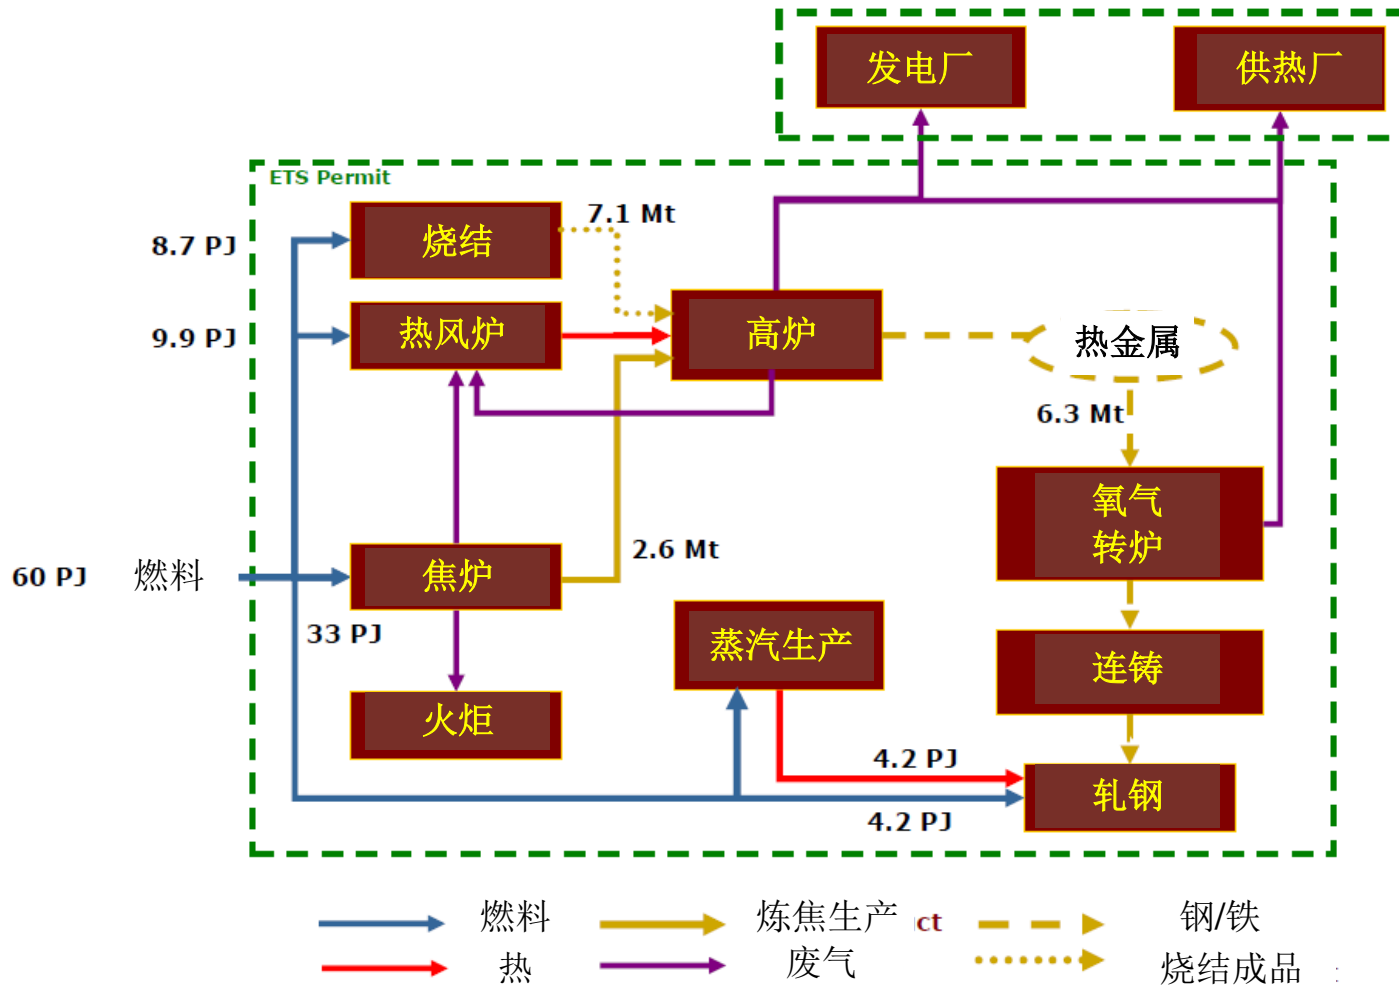 发电厂
供热厂
ETS Permit
7.1 Mt
8.7 PJ
烧结
9.9 PJ
热风炉
高炉
热金属
6.3 Mt
氧气
转炉
2.6 Mt
60 PJ
燃料
焦炉
33 PJ
蒸汽生产
连铸
火炬
4.2 PJ
轧钢
4.2 PJ
燃料
炼焦生产
ct
钢/铁
热
废气
烧结成品